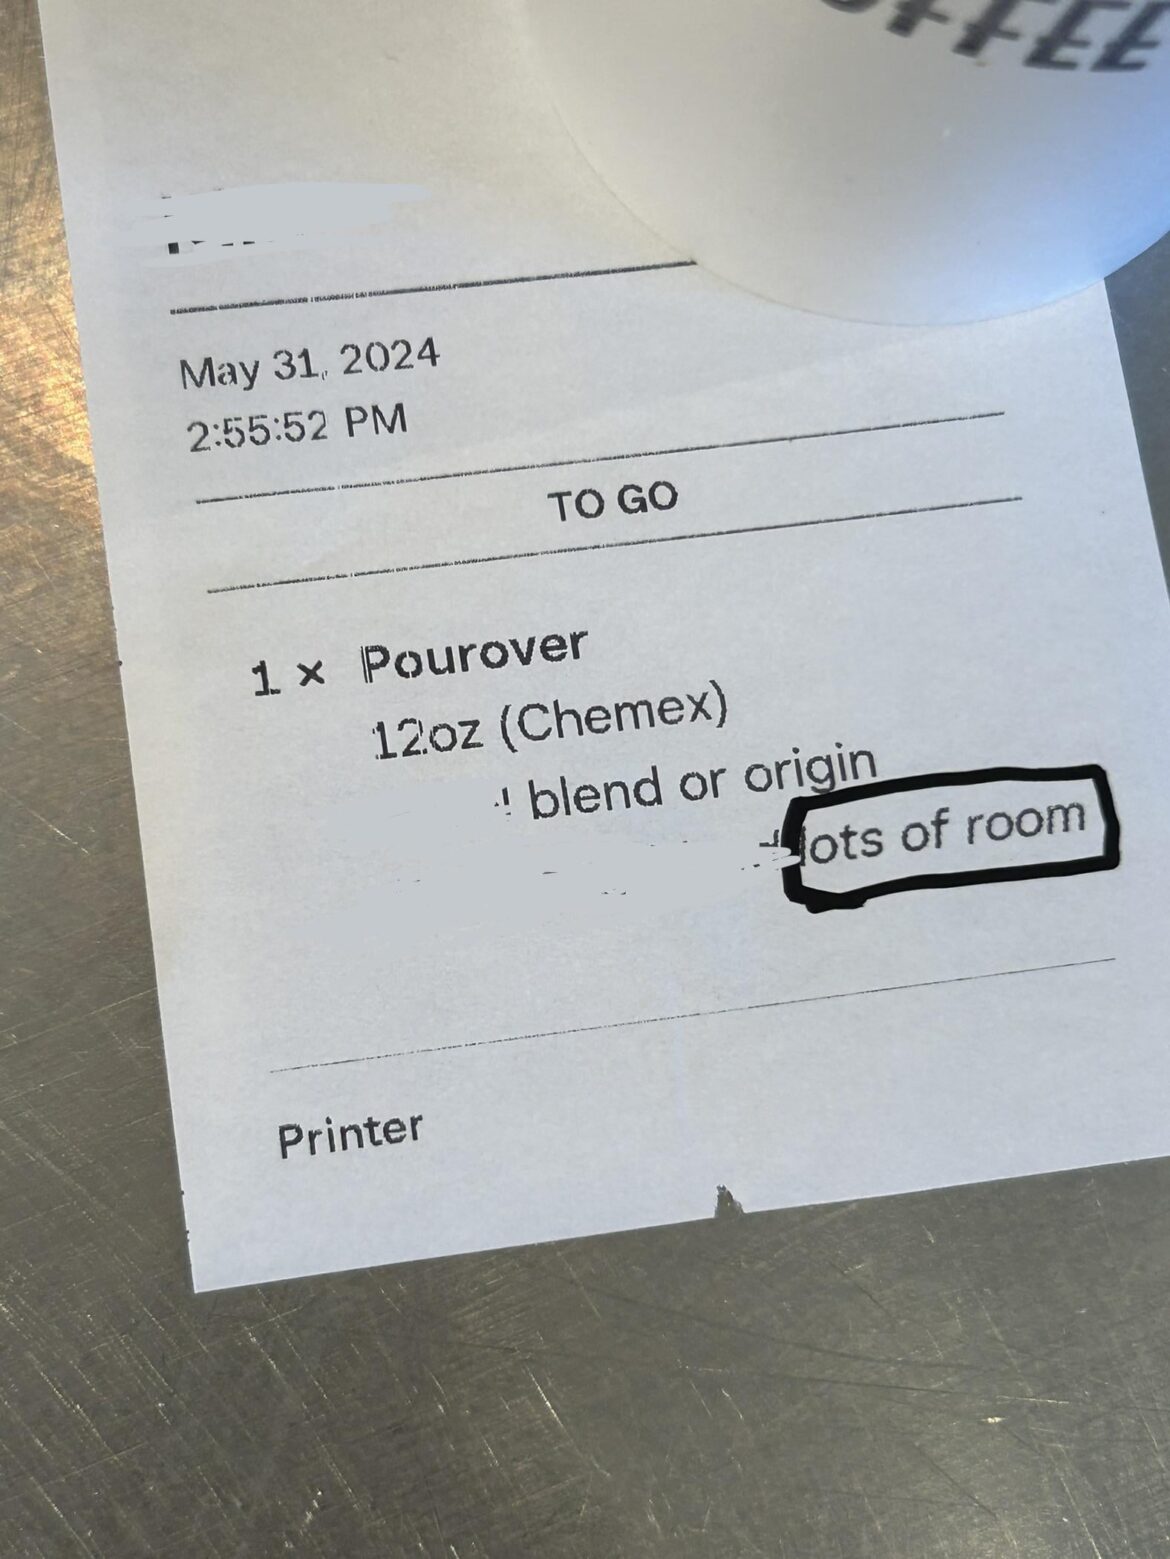 COFFEE
May 31, 2024
2:55:52 PM
TO GO
1 x Pourover
12oz (Chemex)
blend or origin
lots of room
Printer